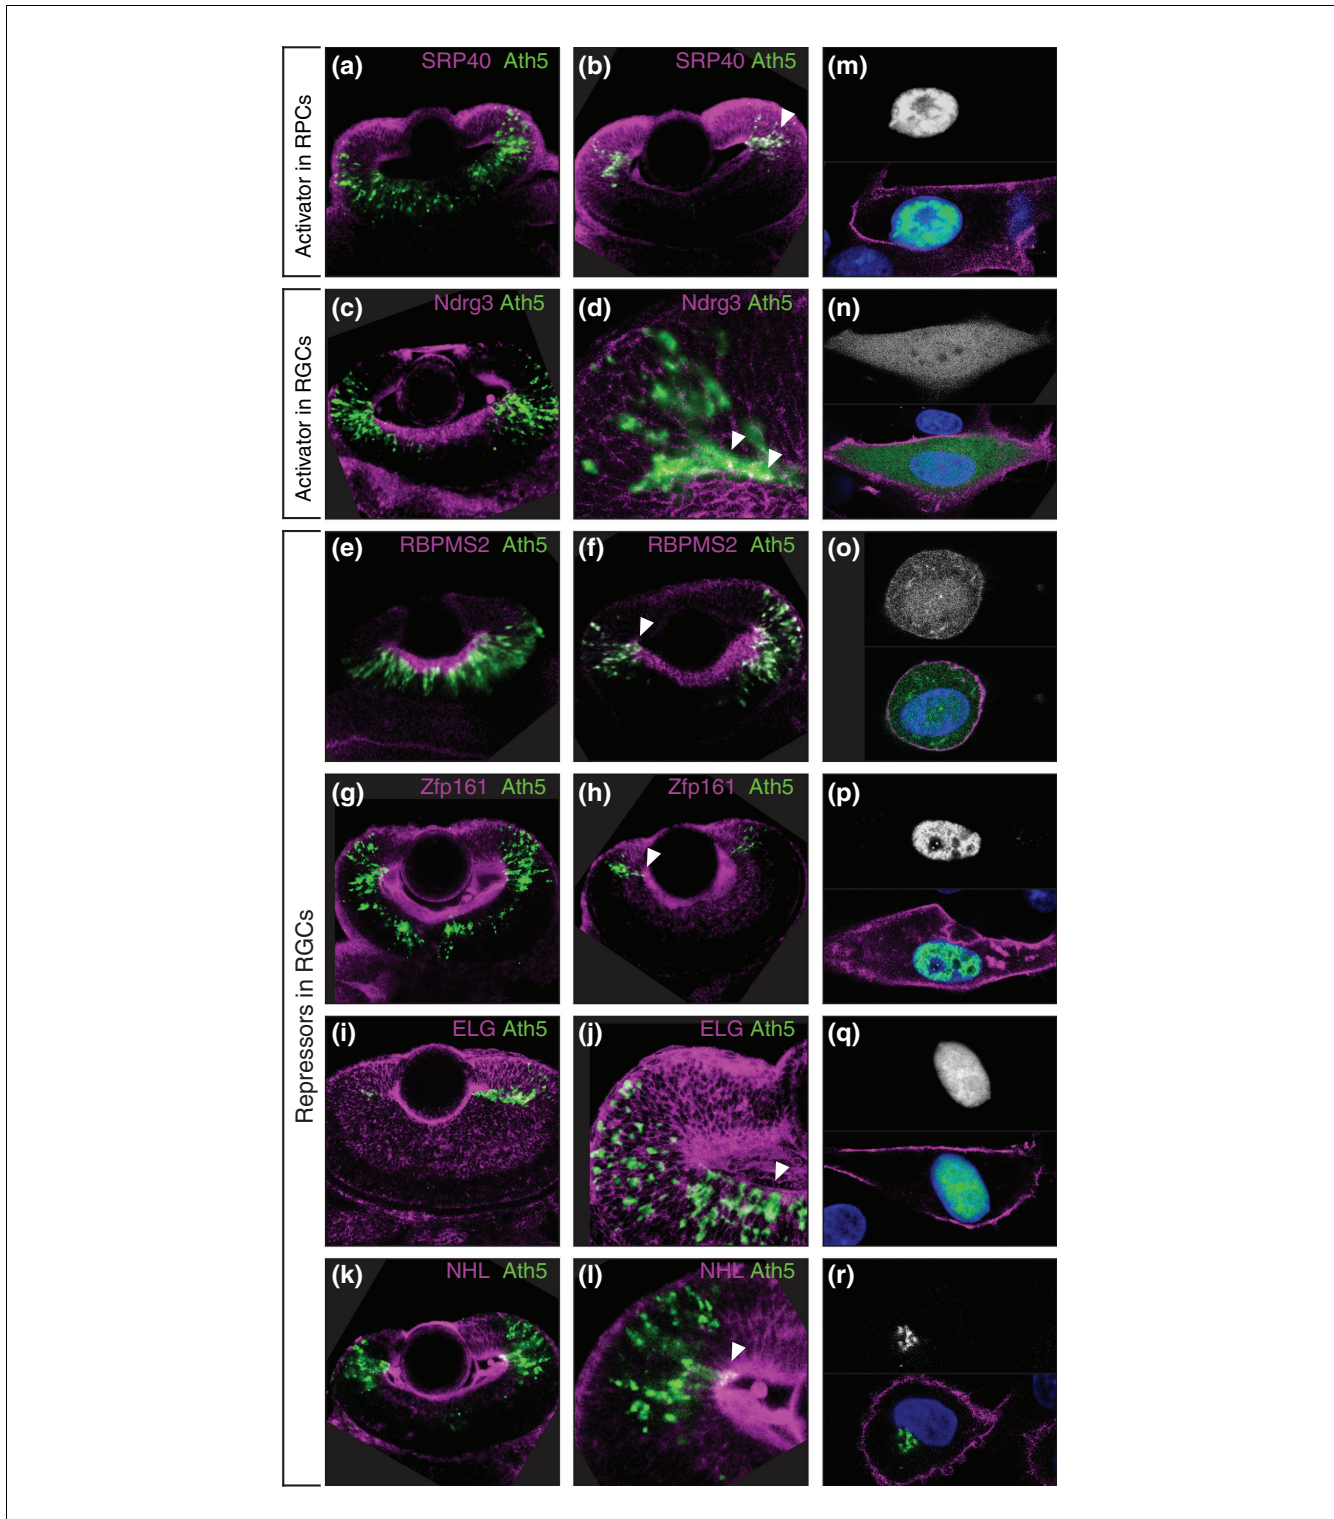 Activator in RPCs
(a) SRP40 Ath5
(b) SRP40 Ath5
(m)
Activator in RGCs
(c) Ndrg3 Ath5
(d) Ndrg3 Ath5
(n)
Repressors in RGCs
(e) RBPMS2 Ath5
(f) RBPMS2 Ath5
(o)
(g) Zfp161 Ath5
(h) Zfp161 Ath5
(p)
(i) ELG Ath5
(j) ELG Ath5
(q)
(k) NHL Ath5
(l) NHL Ath5
(r)